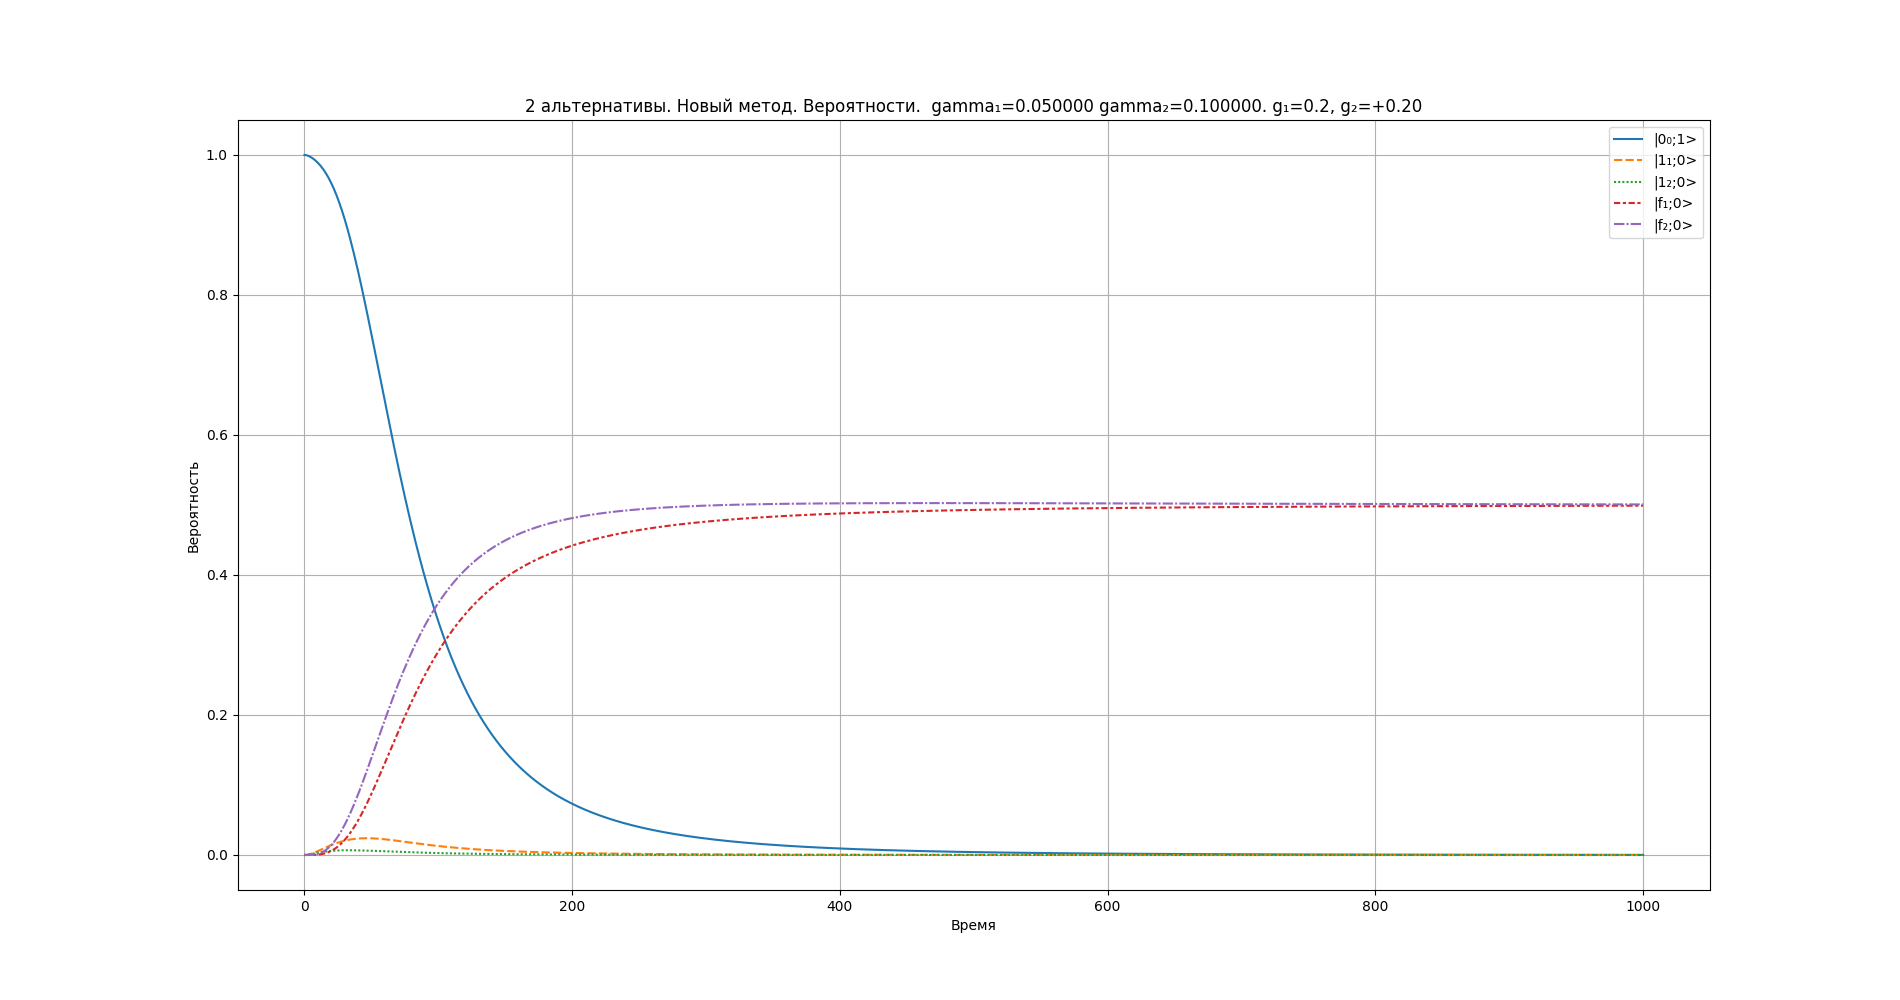 2 альтернативы. Новый метод. Вероятности.  gamma₁=0.050000 gamma₂=0.100000. g₁=0.2, g₂=+0.20
|0₀;1>
|1₁;0>
|1₂;0>
|f₁;0>
|f₂;0>
Вероятность
1.0
0.8
0.6
0.4
0.2
0.0
0 200 400 600 800 1000
Время